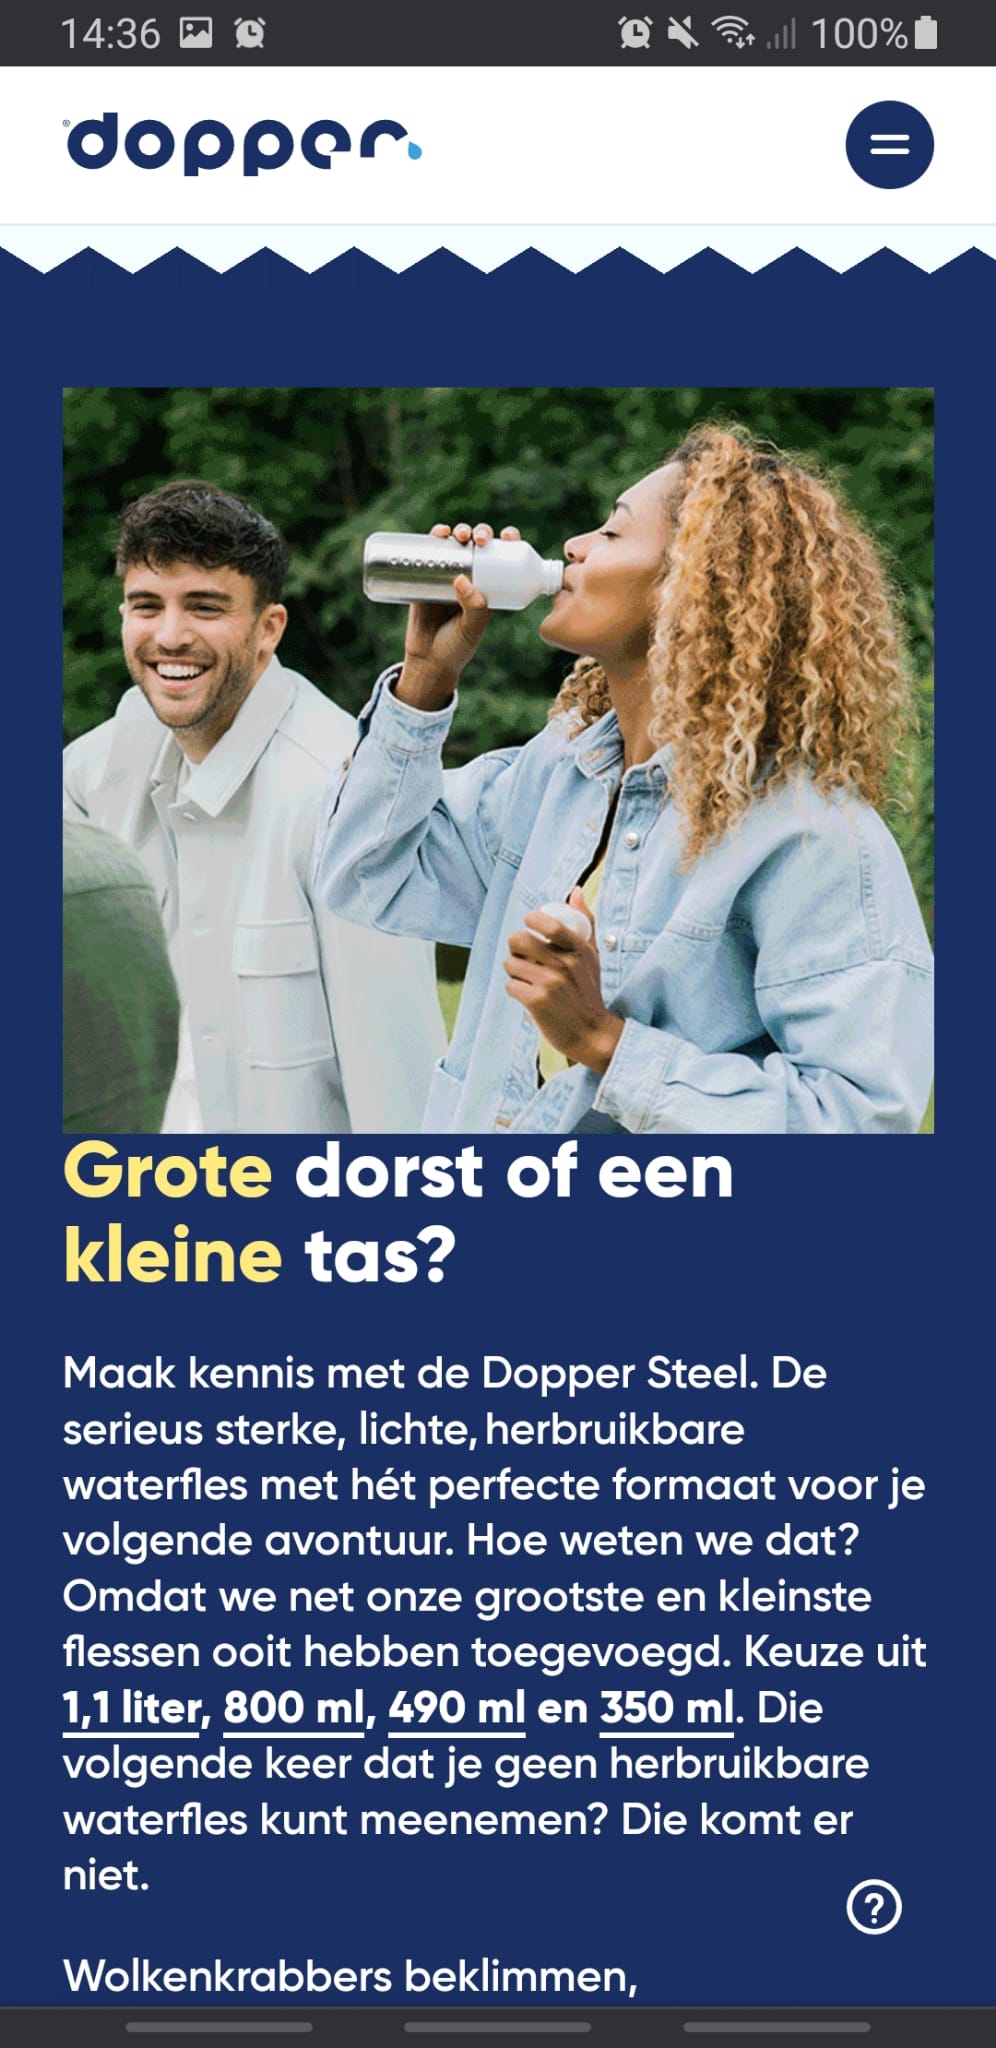 14:36 100%
dopper
Grote dorst of een
kleine tas?
Maak kennis met de Dopper Steel. De
serieus sterke, lichte, herbruikbare
waterfles met hét perfecte formaat voor je
volgende avontuur. Hoe weten we dat?
Omdat we net onze grootste en kleinste
flessen ooit hebben toegevoegd. Keuze uit
1,1 liter, 800 ml, 490 ml en 350 ml. Die
volgende keer dat je geen herbruikbare
waterfles kunt meenemen? Die komt er
niet.
?
Wolkenkrabbers beklimmen,